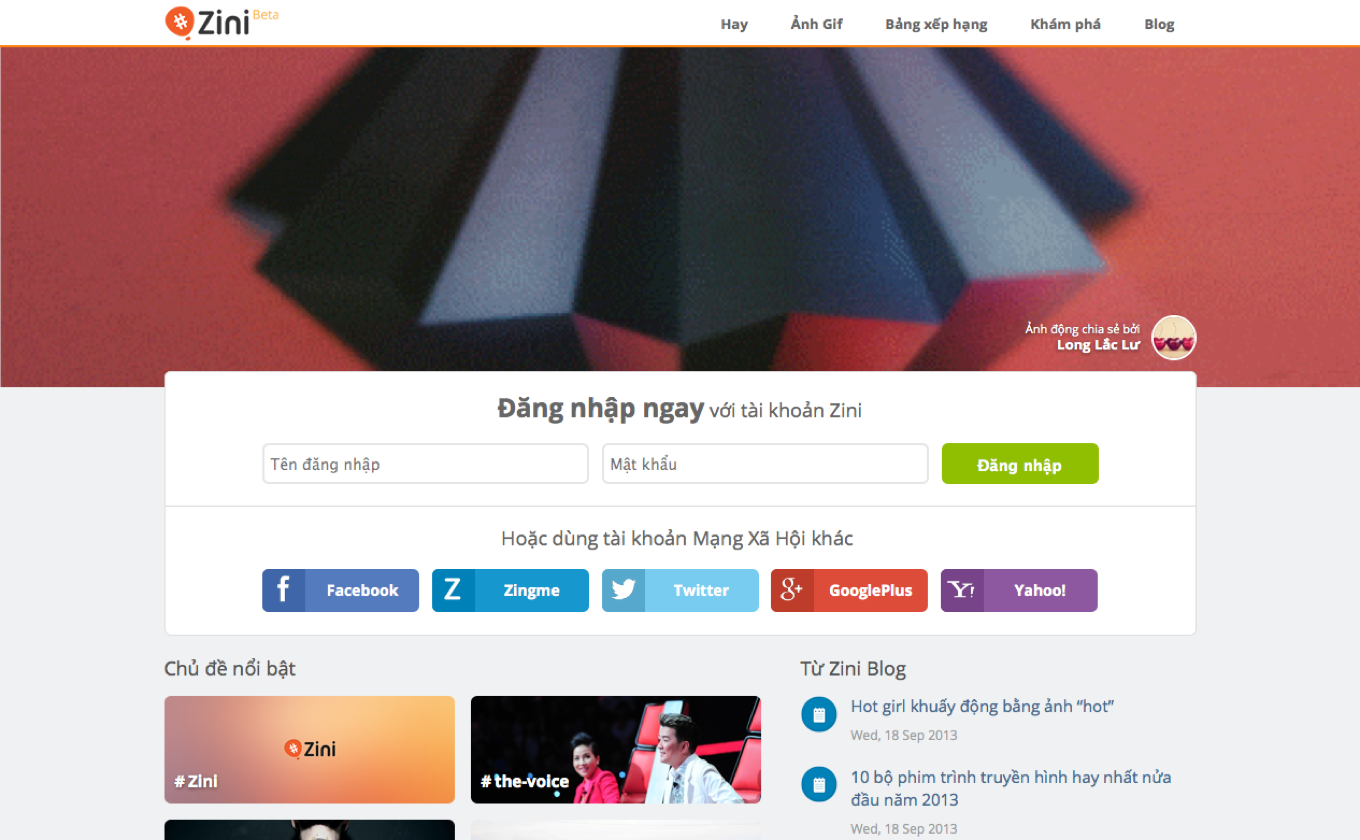 Zini Beta
Hay Ảnh Gif Bảng xếp hạng Khám phá Blog
Ảnh động chia sẻ bởi
Long Lắc Lư
Đăng nhập ngay với tài khoản Zini
Tên đăng nhập Mật khẩu Đăng nhập
Hoặc dùng tài khoản Mạng Xã Hội khác
f Facebook Z Zingme Twitter g+ GooglePlus Y! Yahoo!
Chủ đề nổi bật
Zini
# Zini
# the-voice
Từ Zini Blog
Hot girl khuấy động bằng ảnh “hot”
Wed, 18 Sep 2013
10 bộ phim trình truyền hình hay nhất nửa
đầu năm 2013
Wed, 18 Sep 2013